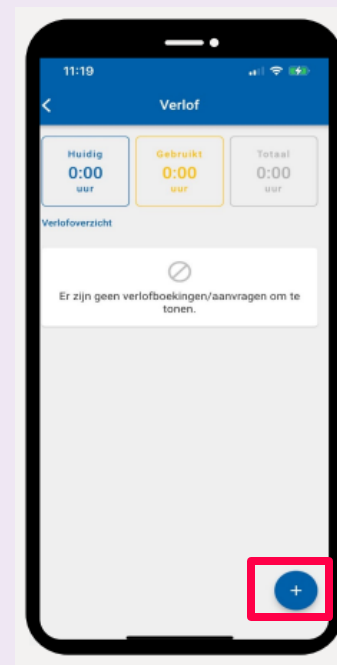 11:19
Verlof
Huidig Gebruikt Totaal
0:00 0:00 0:00
uur uur uur
Verlofoverzicht
Er zijn geen verlofboekingen/aanvragen om te
tonen.
+